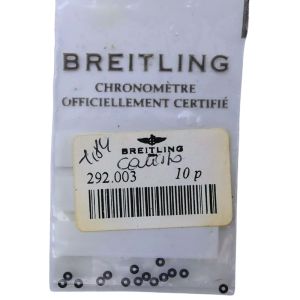 BREITLING
CHRONOMÈTRE
OFFICIELLEMENT CERTIFIÉ
BREITLING
292.003 10 p